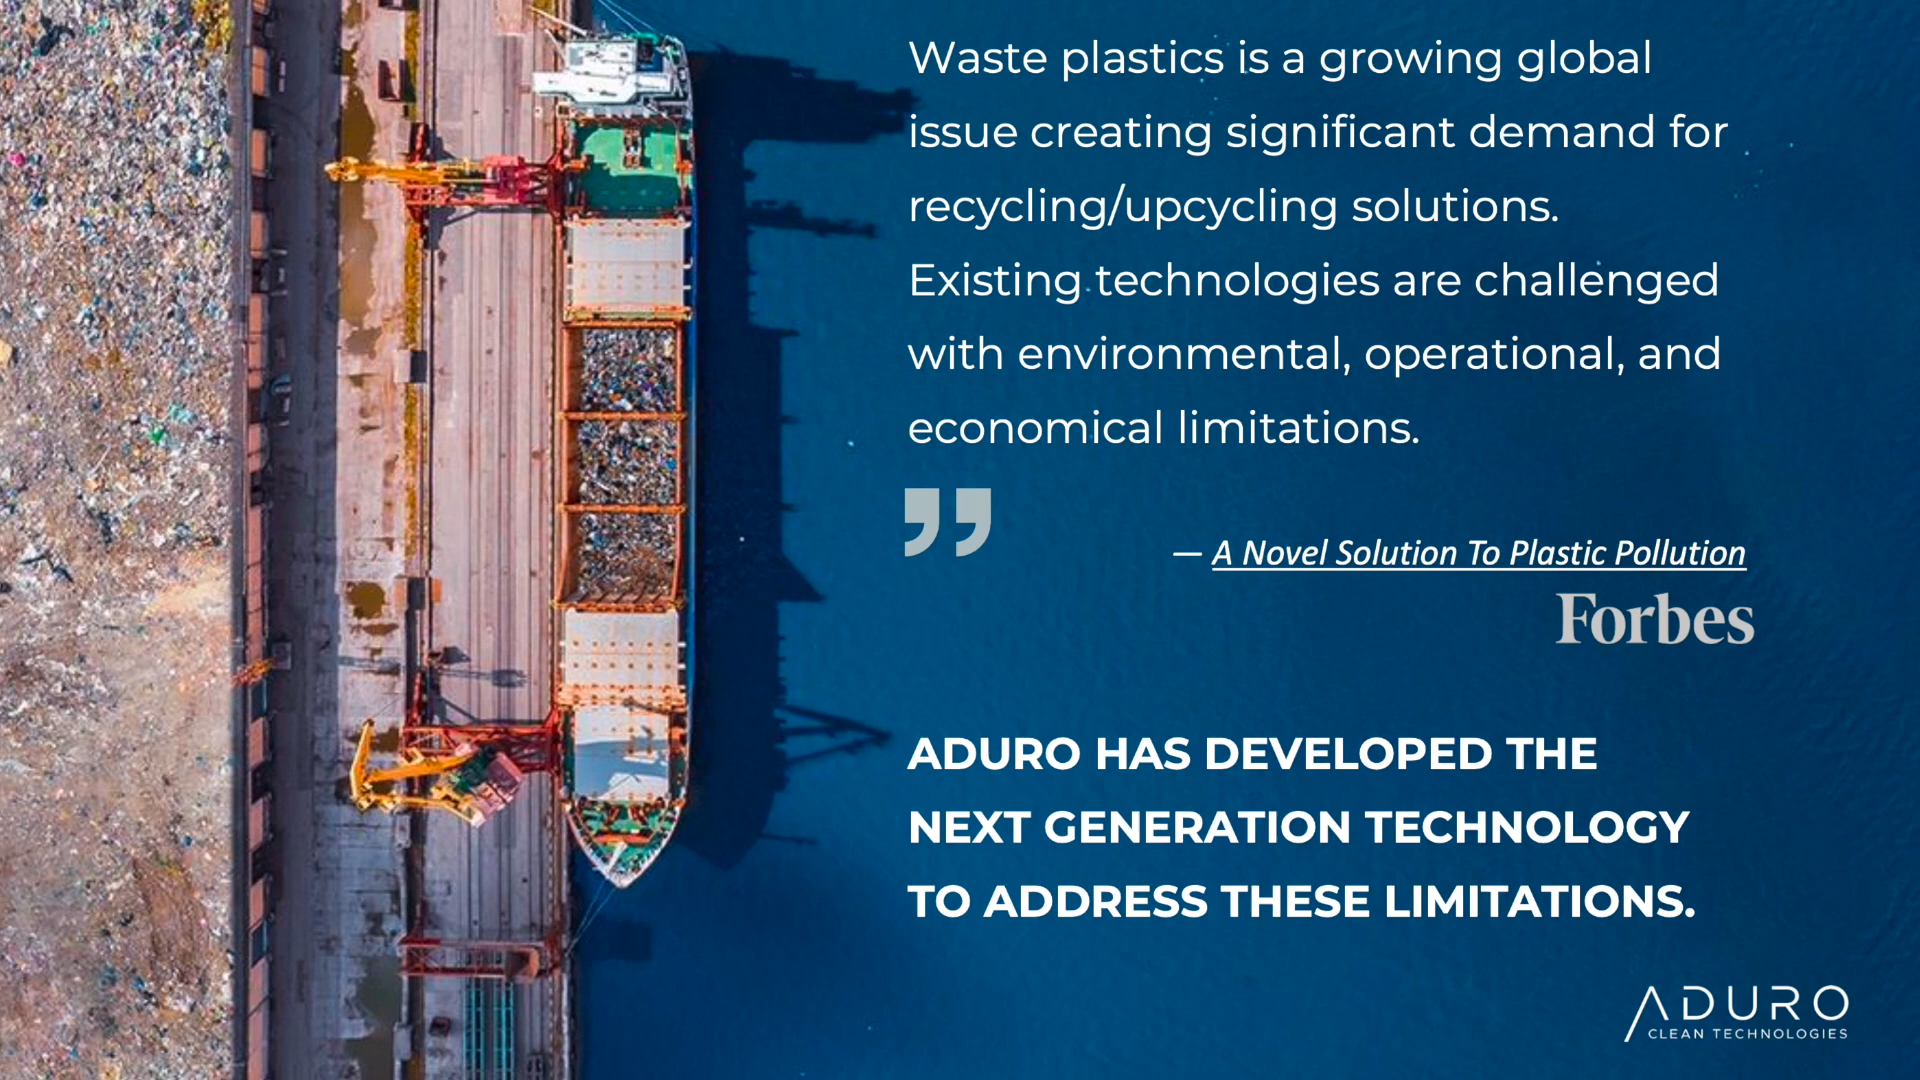 Waste plastics is a growing global
issue creating significant demand for
recycling/upcycling solutions.
Existing technologies are challenged
with environmental, operational, and
economical limitations.
”
— A Novel Solution To Plastic Pollution
Forbes
ADURO HAS DEVELOPED THE
NEXT GENERATION TECHNOLOGY
TO ADDRESS THESE LIMITATIONS.
ADURO
CLEAN TECHNOLOGIES